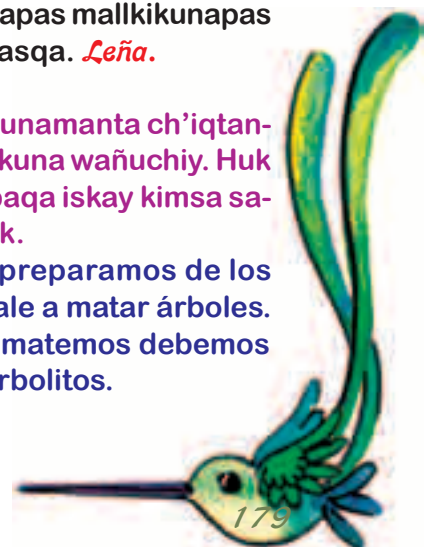 apas mallkikunapas
asqa. Leña.
unamanta ch’iqtan-
kuna wañuchiy. Huk
paqa iskay kimsa sa-
k.
preparamos de los
ale a matar árboles.
matemos debemos
rbolitos.
179